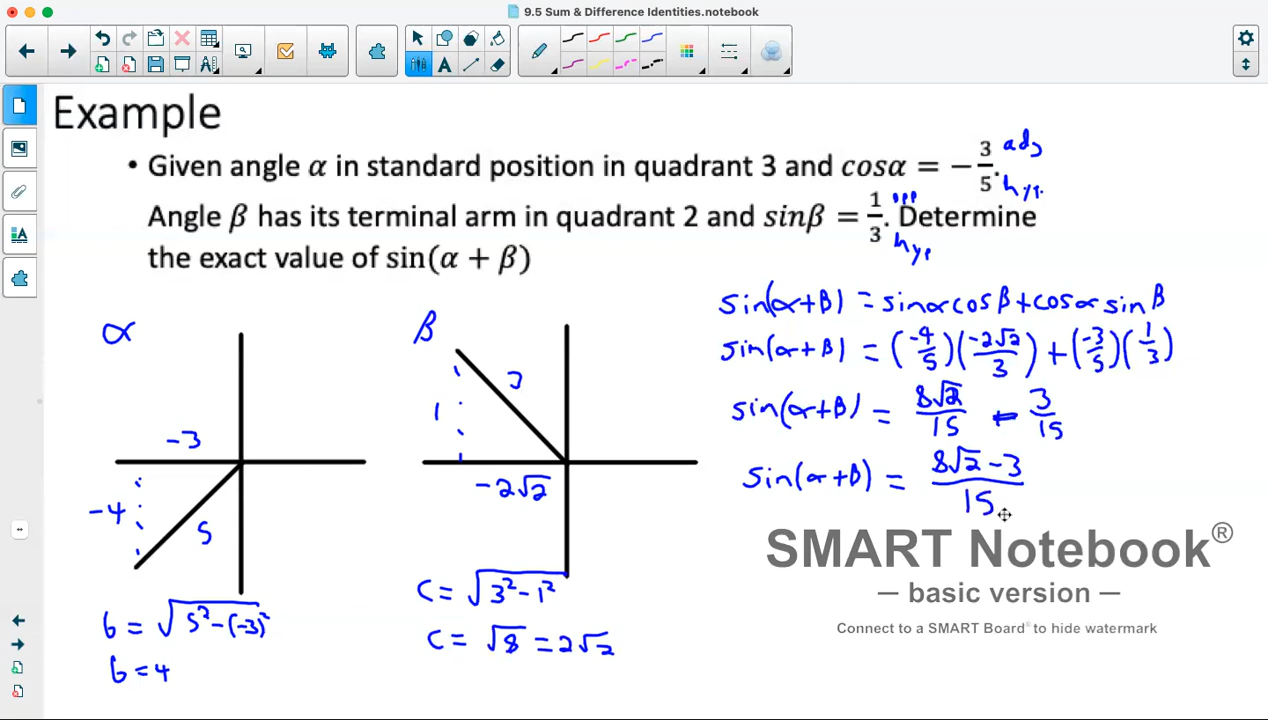 9.5 Sum & Difference Identities.notebook
Example
• Given angle α in standard position in quadrant 3 and cosα = −3/5.
adj
hyp.
Angle β has its terminal arm in quadrant 2 and sinβ = 1/3. Determine
opp
hyp
the exact value of sin(α + β)
α
-3
-4
5
b = √(5²-(-3)²)
b = 4
β
3
1
-2√2
c = √(3²-1²)
c = √8 = 2√2
sin(α+β) = sinαcosβ+cosαsinβ
sin(α+β) = (-4/5)(-2√2/3)+(-3/5)(1/3)
sin(α+β) = 8√2/15 - 3/15
sin(α+β) = (8√2-3)/15
SMART Notebook®
— basic version —
Connect to a SMART Board® to hide watermark